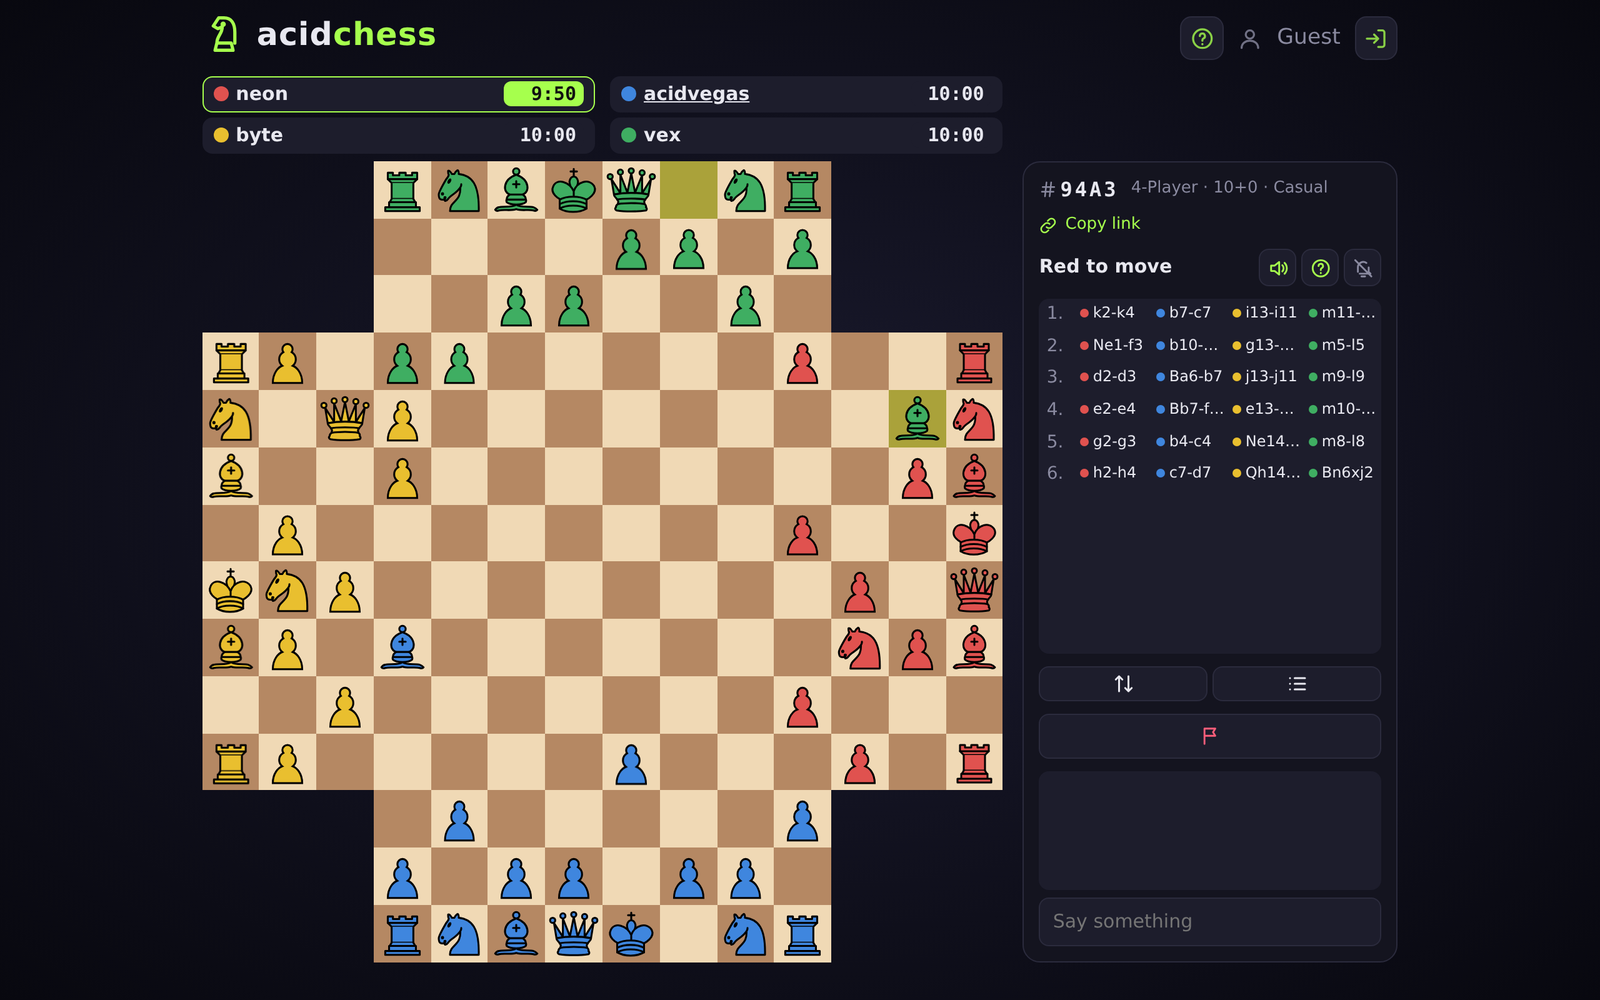 acidchess
Guest
neon 9:50
acidvegas 10:00
byte 10:00
vex 10:00
#94A3 4-Player · 10+0 · Casual
Copy link
Red to move
1. k2-k4 b7-c7 i13-i11 m11-...
2. Ne1-f3 b10-... g13-... m5-l5
3. d2-d3 Ba6-b7 j13-j11 m9-l9
4. e2-e4 Bb7-f... e13-... m10-...
5. g2-g3 b4-c4 Ne14... m8-l8
6. h2-h4 c7-d7 Qh14... Bn6xj2
Say something